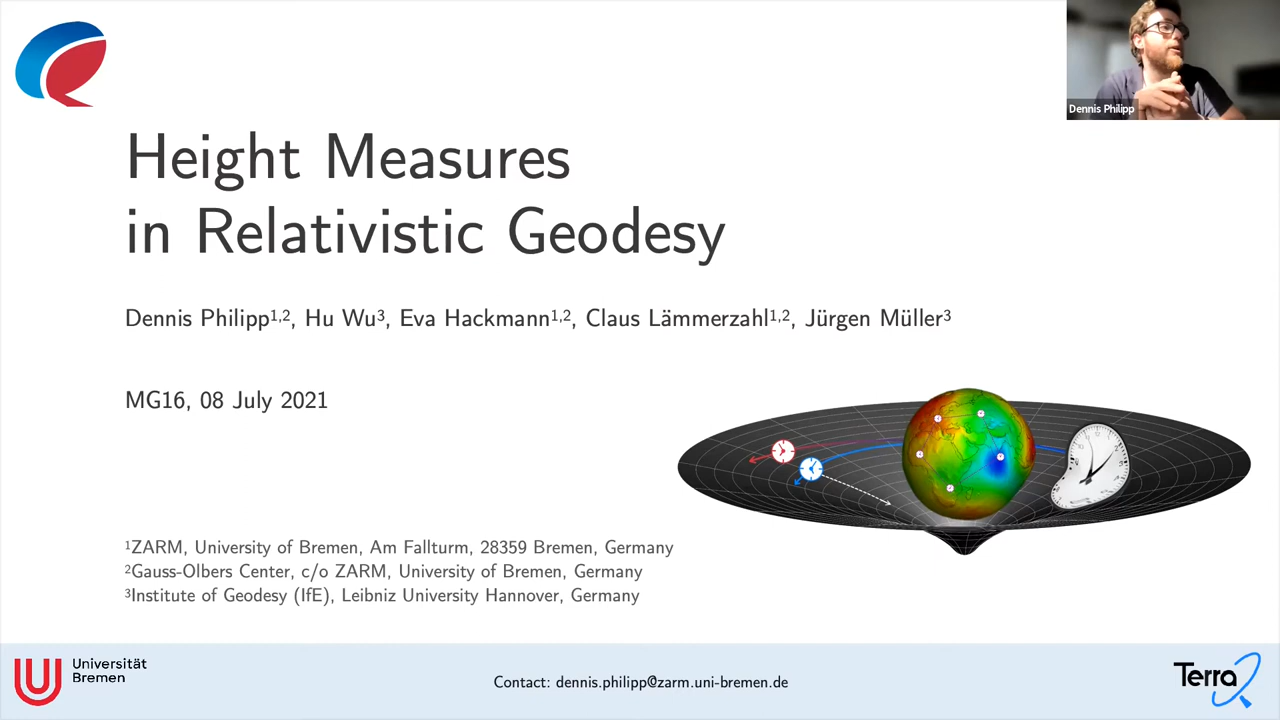 Dennis Philipp
Height Measures
in Relativistic Geodesy
Dennis Philipp1,2, Hu Wu3, Eva Hackmann1,2, Claus Lämmerzahl1,2, Jürgen Müller3
MG16, 08 July 2021
1ZARM, University of Bremen, Am Fallturm, 28359 Bremen, Germany
2Gauss-Olbers Center, c/o ZARM, University of Bremen, Germany
3Institute of Geodesy (IfE), Leibniz University Hannover, Germany
Universität
Bremen
Contact: dennis.philipp@zarm.uni-bremen.de
Terra